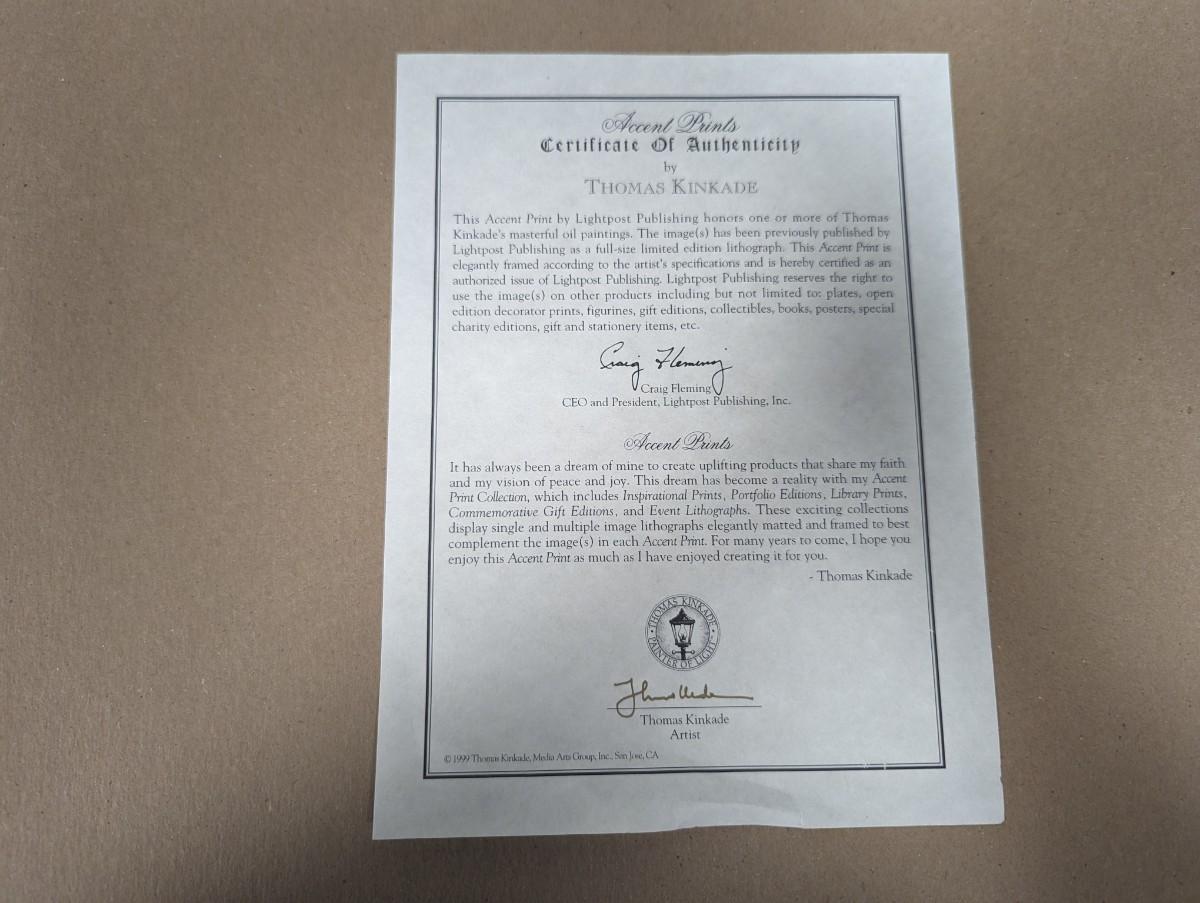 Accent Prints
Certificate Of Authenticity
by
THOMAS KINKADE
This Accent Print by Lightpost Publishing honors one or more of Thomas
Kinkade's masterful oil paintings. The image(s) has been previously published by
Lightpost Publishing as a full-size limited edition lithograph. This Accent Print is
elegantly framed according to the artist's specifications and is hereby certified as an
authorized issue of Lightpost Publishing. Lightpost Publishing reserves the right to
use the image(s) on other products including but not limited to: plates, open
edition decorator prints, figurines, gift editions, collectibles, books, posters, special
charity editions, gift and stationery items, etc.
Craig Fleming
Craig Fleming
CEO and President, Lightpost Publishing, Inc.
Accent Prints
It has always been a dream of mine to create uplifting products that share my faith
and my vision of peace and joy. This dream has become a reality with my Accent
Print Collection, which includes Inspirational Prints, Portfolio Editions, Library Prints,
Commemorative Gift Editions, and Event Lithographs. These exciting collections
display single and multiple image lithographs elegantly matted and framed to best
complement the image(s) in each Accent Print. For many years to come, I hope you
enjoy this Accent Print as much as I have enjoyed creating it for you.
- Thomas Kinkade
THOMAS KINKADE
PAINTER OF LIGHT
Thomas Kinkade
Artist
© 1999 Thomas Kinkade, Media Arts Group, Inc., San Jose, CA